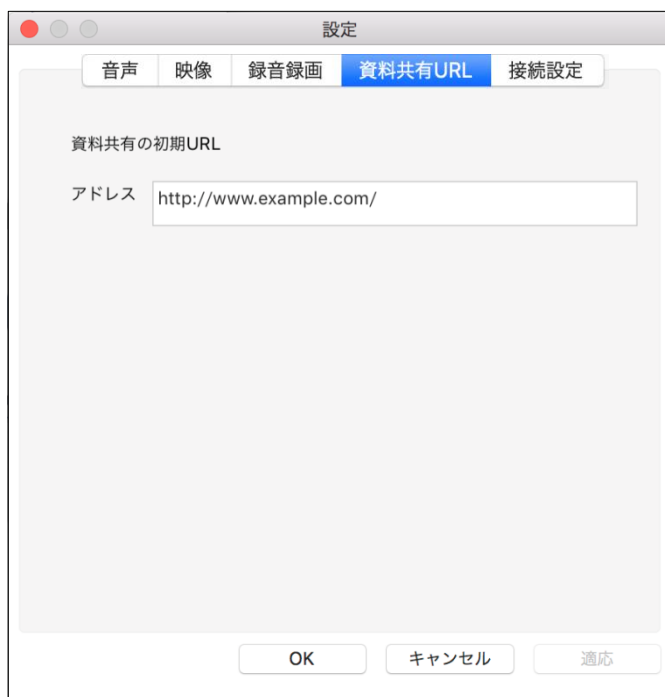 設定
音声 映像 録音録画 資料共有URL 接続設定
資料共有の初期URL
アドレス http://www.example.com/
OK キャンセル 適応